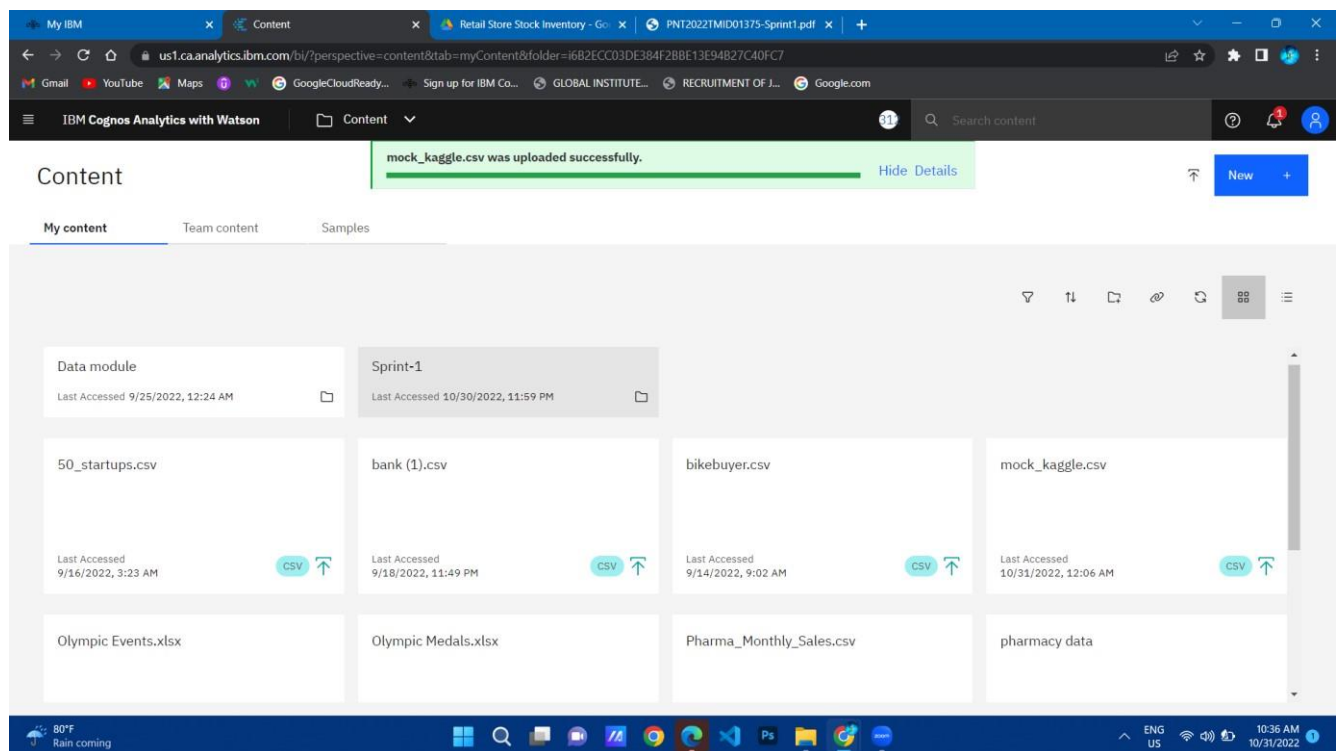 My IBM
Content
Retail Store Stock Inventory - Go
PNT2022TMID01375-Sprint1.pdf
us1.ca.analytics.ibm.com/bi/?perspective=content&tab=myContent&folder=i6B2ECC03DE384F2BBE13E94B27C40FC7
Gmail YouTube Maps GoogleCloudReady... Sign up for IBM Co... GLOBAL INSTITUTE... RECRUITMENT OF J... Google.com
IBM Cognos Analytics with Watson Content Search content 1
mock_kaggle.csv was uploaded successfully.
Hide Details
Content
New +
My content Team content Samples
Data module Sprint-1
Last Accessed 9/25/2022, 12:24 AM Last Accessed 10/30/2022, 11:59 PM
50_startups.csv bank (1).csv bikebuyer.csv mock_kaggle.csv
Last Accessed Last Accessed Last Accessed Last Accessed
9/16/2022, 3:23 AM CSV 9/18/2022, 11:49 PM CSV 9/14/2022, 9:02 AM CSV 10/31/2022, 12:06 AM CSV
Olympic Events.xlsx Olympic Medals.xlsx Pharma_Monthly_Sales.csv pharmacy data
80°F
Rain coming
Ps
ENG
US
10:36 AM
10/31/2022
1